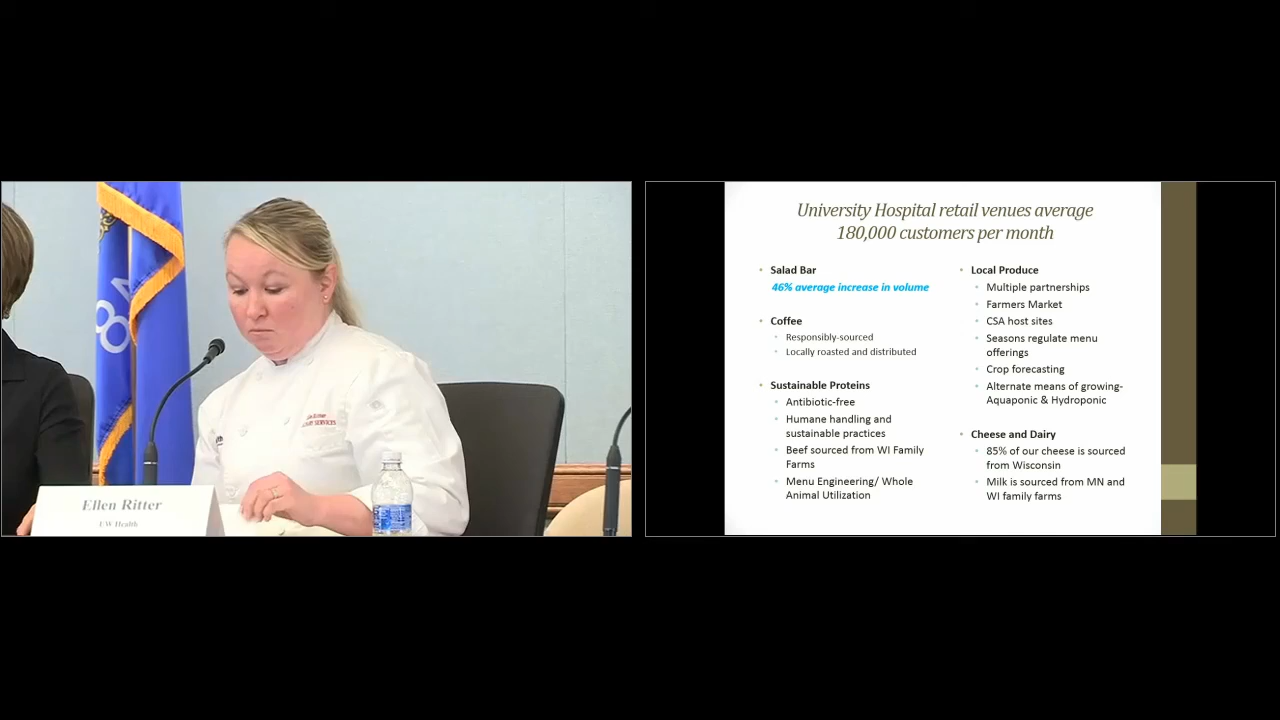 Ellen Ritter
UW Health
University Hospital retail venues average
180,000 customers per month
Salad Bar
46% average increase in volume
Coffee
Responsibly-sourced
Locally roasted and distributed
Sustainable Proteins
Antibiotic-free
Humane handling and
sustainable practices
Beef sourced from WI Family
Farms
Menu Engineering/ Whole
Animal Utilization
Local Produce
Multiple partnerships
Farmers Market
CSA host sites
Seasons regulate menu
offerings
Crop forecasting
Alternate means of growing-
Aquaponic & Hydroponic
Cheese and Dairy
85% of our cheese is sourced
from Wisconsin
Milk is sourced from MN and
WI family farms